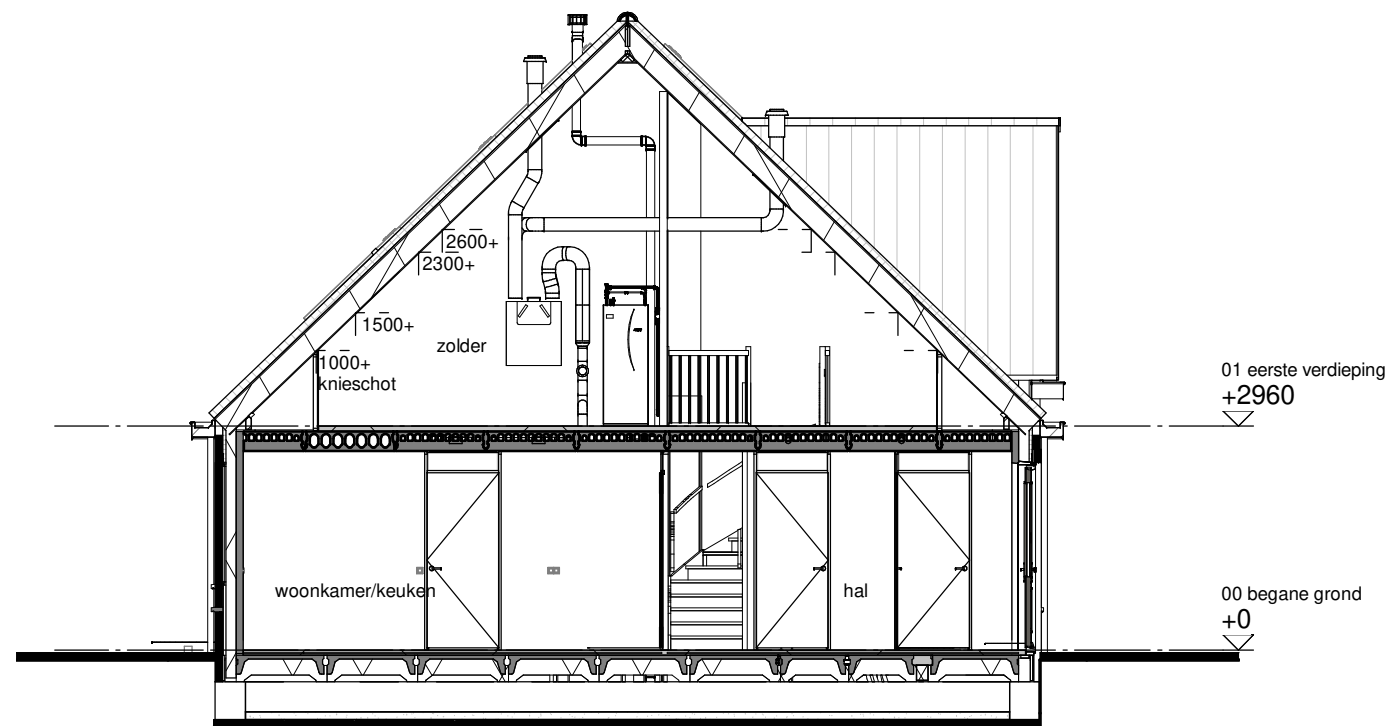 2600+
2300+
1500+
zolder
1000+
knieschot
01 eerste verdieping
+2960
woonkamer/keuken
hal
00 begane grond
+0